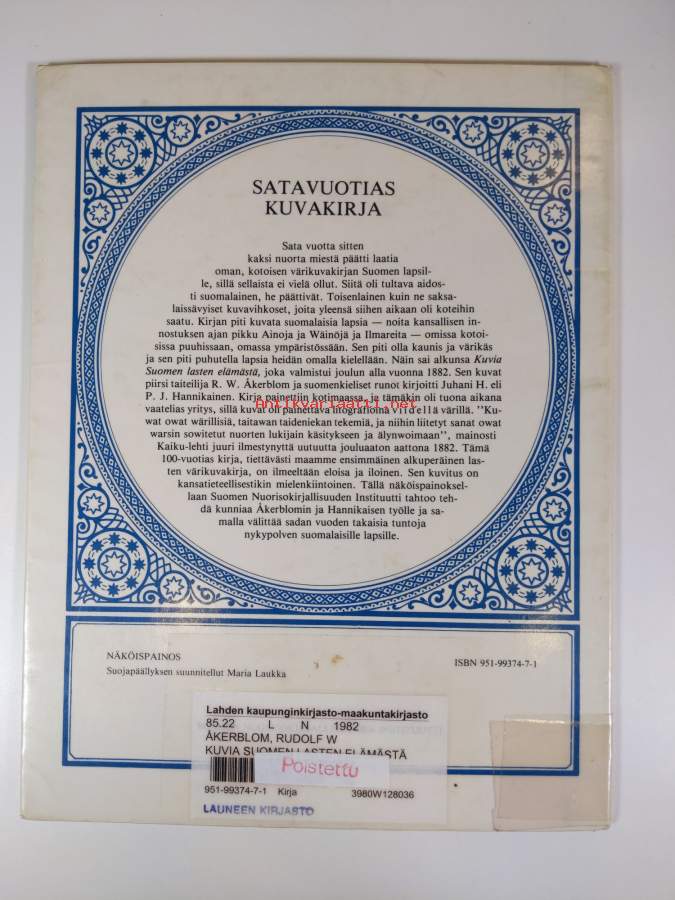 SATAVUOTIAS
KUVAKIRJA
Sata vuotta sitten
kaksi nuorta miestä päätti laatia
oman, kotoisen värikuvakirjan Suomen lapsil-
le, sillä sellaista ei vielä ollut. Siitä oli tultava aidos-
ti suomalainen, he päättivät. Toisenlainen kuin ne saksa-
laissävyiset kuvavihkoset, joita yleensä siihen aikaan oli koteihin
saatu. Kirjan piti kuvata suomalaisia lapsia — noita kansallisen in-
nostuksen ajan pikku Ainoja ja Wäinöjä ja Ilmareita — omissa kotoi-
sissa puuhissaan, omassa ympäristössään. Sen piti olla kaunis ja värikäs
ja sen piti puhutella lapsia heidän omalla kielellään. Näin sai alkunsa Kuvia
Suomen lasten elämästä, joka valmistui joulun alla vuonna 1882. Sen kuvat
piirsi taiteilija R. W. Åkerblom ja suomenkieliset runot kirjoitti Juhani H. eli
P. J. Hannikainen. Kirja painettiin kotimaassa, ja tämäkin oli tuona aikana
antikvariaatti.net
vaatelias yritys, sillä kuvat oli painettava litografioina viidellä värillä. "Ku-
wat owat wärillisiä, taitawan taideniekan tekemiä, ja niihin liitetyt sanat owat
warsin sowitetut nuorten lukijain käsitykseen ja älynwoimaan", mainosti
Kaiku-lehti juuri ilmestynyttä uutuutta jouluaaton aattona 1882. Tämä
100-vuotias kirja, tiettävästi maamme ensimmäinen alkuperäinen las-
ten värikuvakirja, on ilmeeltään eloisa ja iloinen. Sen kuvitus on
kansatieteellisestikin mielenkiintoinen. Tällä näköispainoksel-
laan Suomen Nuorisokirjallisuuden Instituutti tahtoo teh-
dä kunniaa Åkerblomin ja Hannikaisen työlle ja sa-
malla välittää sadan vuoden takaisia tuntoja
nykypolven suomalaisille lapsille.
NÄKÖISPAINOS
Suojapäällyksen suunnitellut Maria Laukka
ISBN 951-99374-7-1
Lahden kaupunginkirjasto-maakuntakirjasto
85.22 L N 1982
ÅKERBLOM, RUDOLF W
KUVIA SUOMEN LASTEN ELÄMÄSTÄ
Poistettu
951-99374-7-1 Kirja 3980W128036
LAUNEEN KIRJASTO